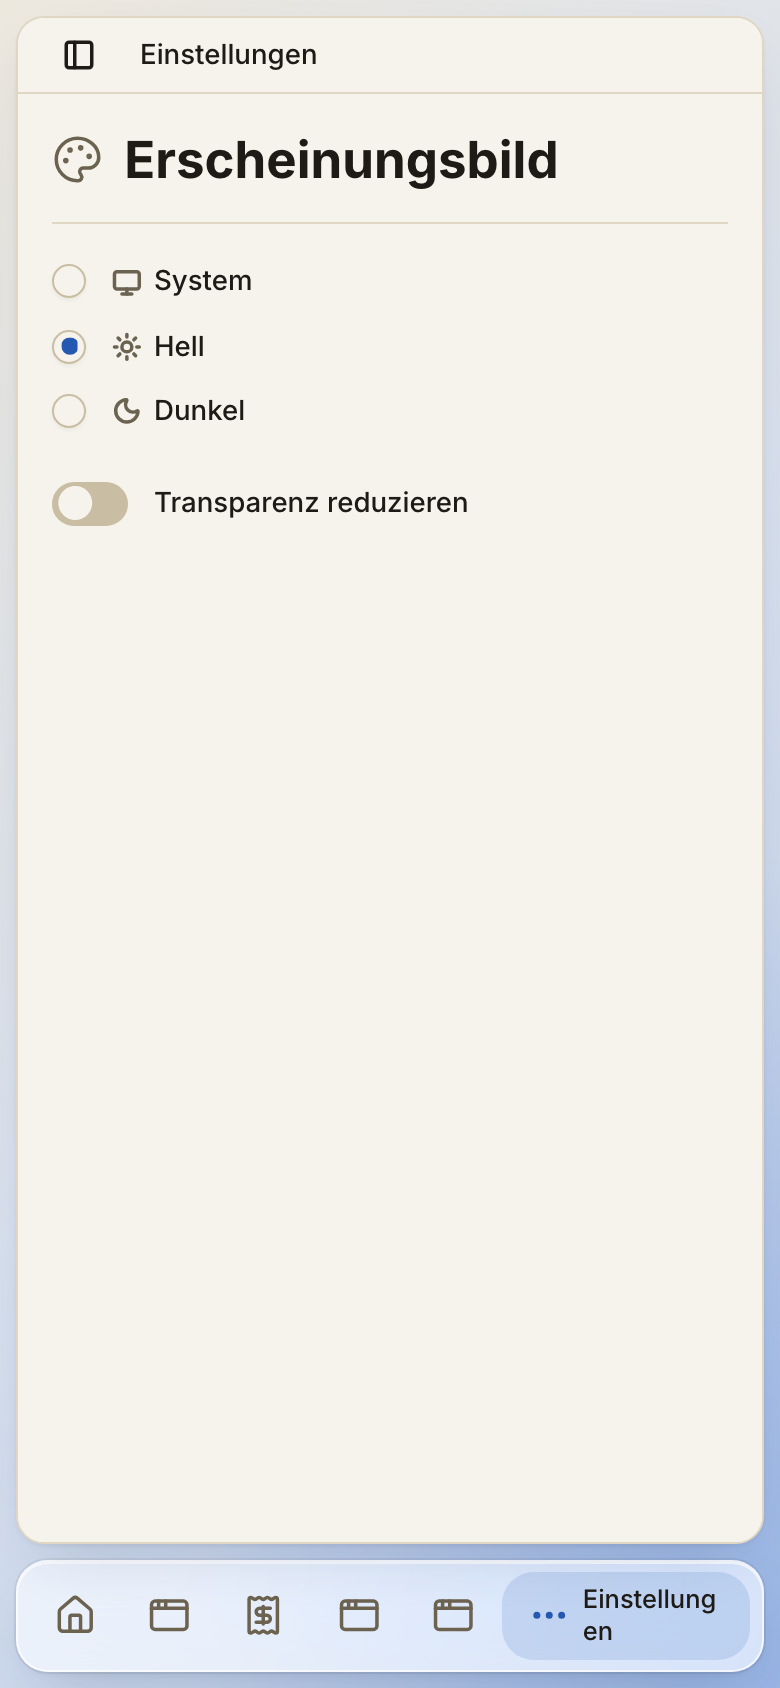 Einstellungen
Erscheinungsbild
System
Hell
Dunkel
Transparenz reduzieren
Einstellung
en